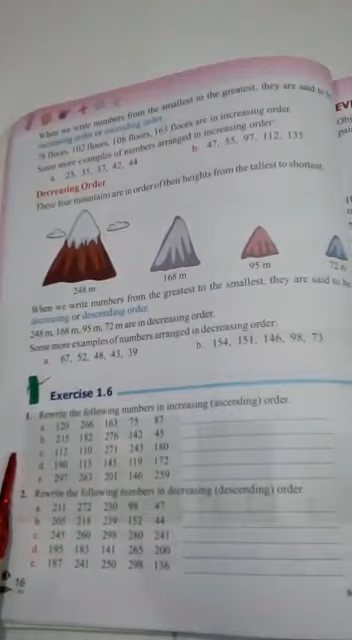 When we write numbers from the smallest to the greatest, they are said to be
increasing order or ascending order.
78 floors, 102 floors, 108 floors, 163 floors are in increasing order.
Some more examples of numbers arranged in increasing order:
a. 25, 35, 37, 42, 44 b. 47, 55, 97, 112, 135
Decreasing Order
These four mountains are in order of their heights from the tallest to shortest.
248 m 168 m 95 m 72 m
When we write numbers from the greatest to the smallest, they are said to be
decreasing or descending order.
248 m, 168 m, 95 m, 72 m are in decreasing order.
Some more examples of numbers arranged in decreasing order:
a. 67, 52, 48, 43, 39 b. 154, 151, 146, 98, 73
Exercise 1.6
1. Rewrite the following numbers in increasing (ascending) order.
a. 120 266 163 75 87
b. 215 182 276 142 45
c. 112 110 271 243 180
d. 190 113 145 119 172
e. 297 263 201 146 259
2. Rewrite the following numbers in decreasing (descending) order.
a. 211 272 230 98 47
b. 205 218 239 152 44
c. 245 260 298 280 241
d. 195 183 141 265 200
e. 187 241 250 298 136
16